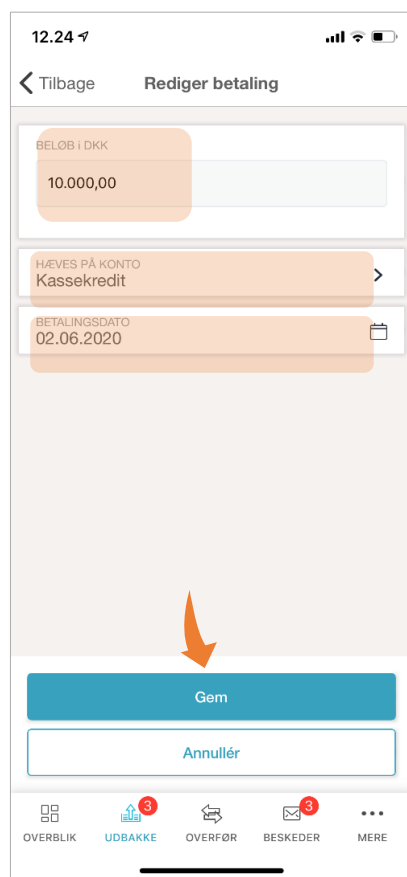 12.24
Tilbage Rediger betaling
BELØB i DKK
10.000,00
HÆVES PÅ KONTO
Kassekredit
BETALINGSDATO
02.06.2020
Gem
Annullér
3 3
OVERBLIK UDBAKKE OVERFØR BESKEDER MERE